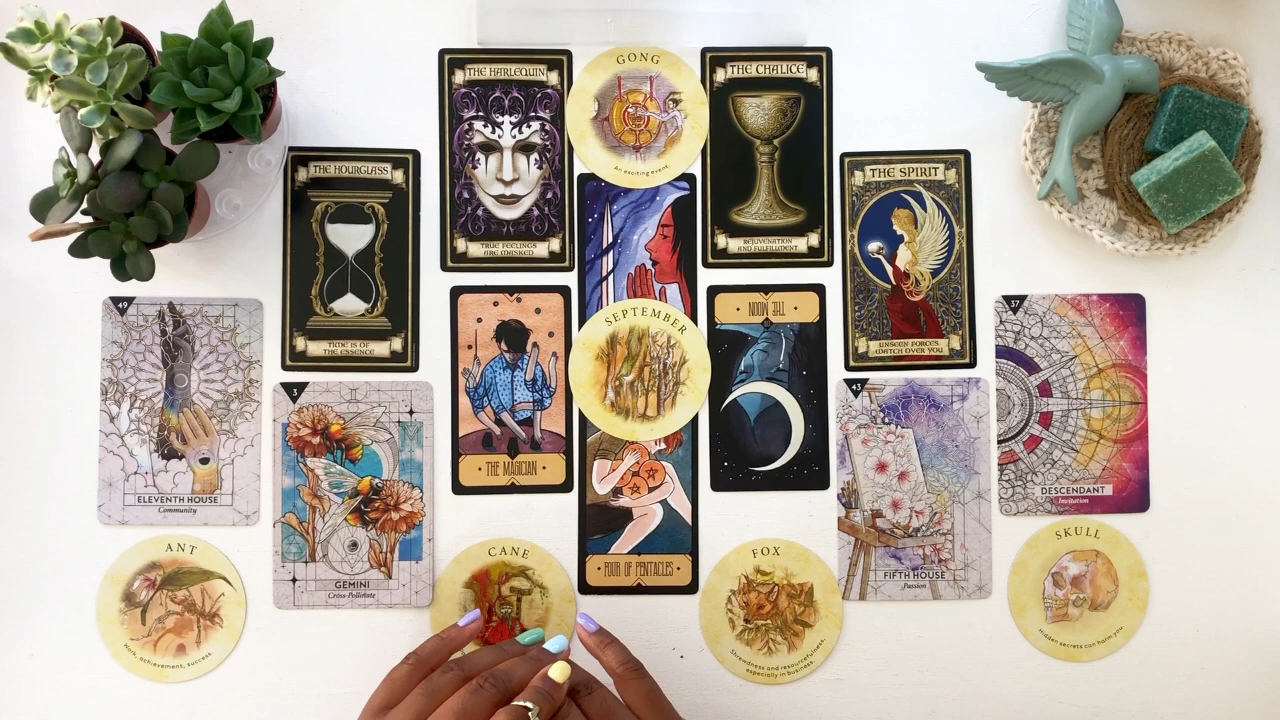 THE HARLEQUIN
TRUE FEELINGS
ARE MASKED
GONG
An exciting event.
THE CHALICE
REJUVENATION
AND FULFILLMENT
THE HOURGLASS
TIME IS OF
THE ESSENCE
THE SPIRIT
UNSEEN FORCES
WATCH OVER YOU
49
ELEVENTH HOUSE
Community
3
GEMINI
Cross-Pollinate
THE MAGICIAN
SEPTEMBER
THE MOON
FOUR OF PENTACLES
43
FIFTH HOUSE
Passion
37
DESCENDANT
Invitation
ANT
Work, achievement, success.
CANE
FOX
Shrewdness and resourcefulness,
especially in business.
SKULL
Hidden secrets can harm you.